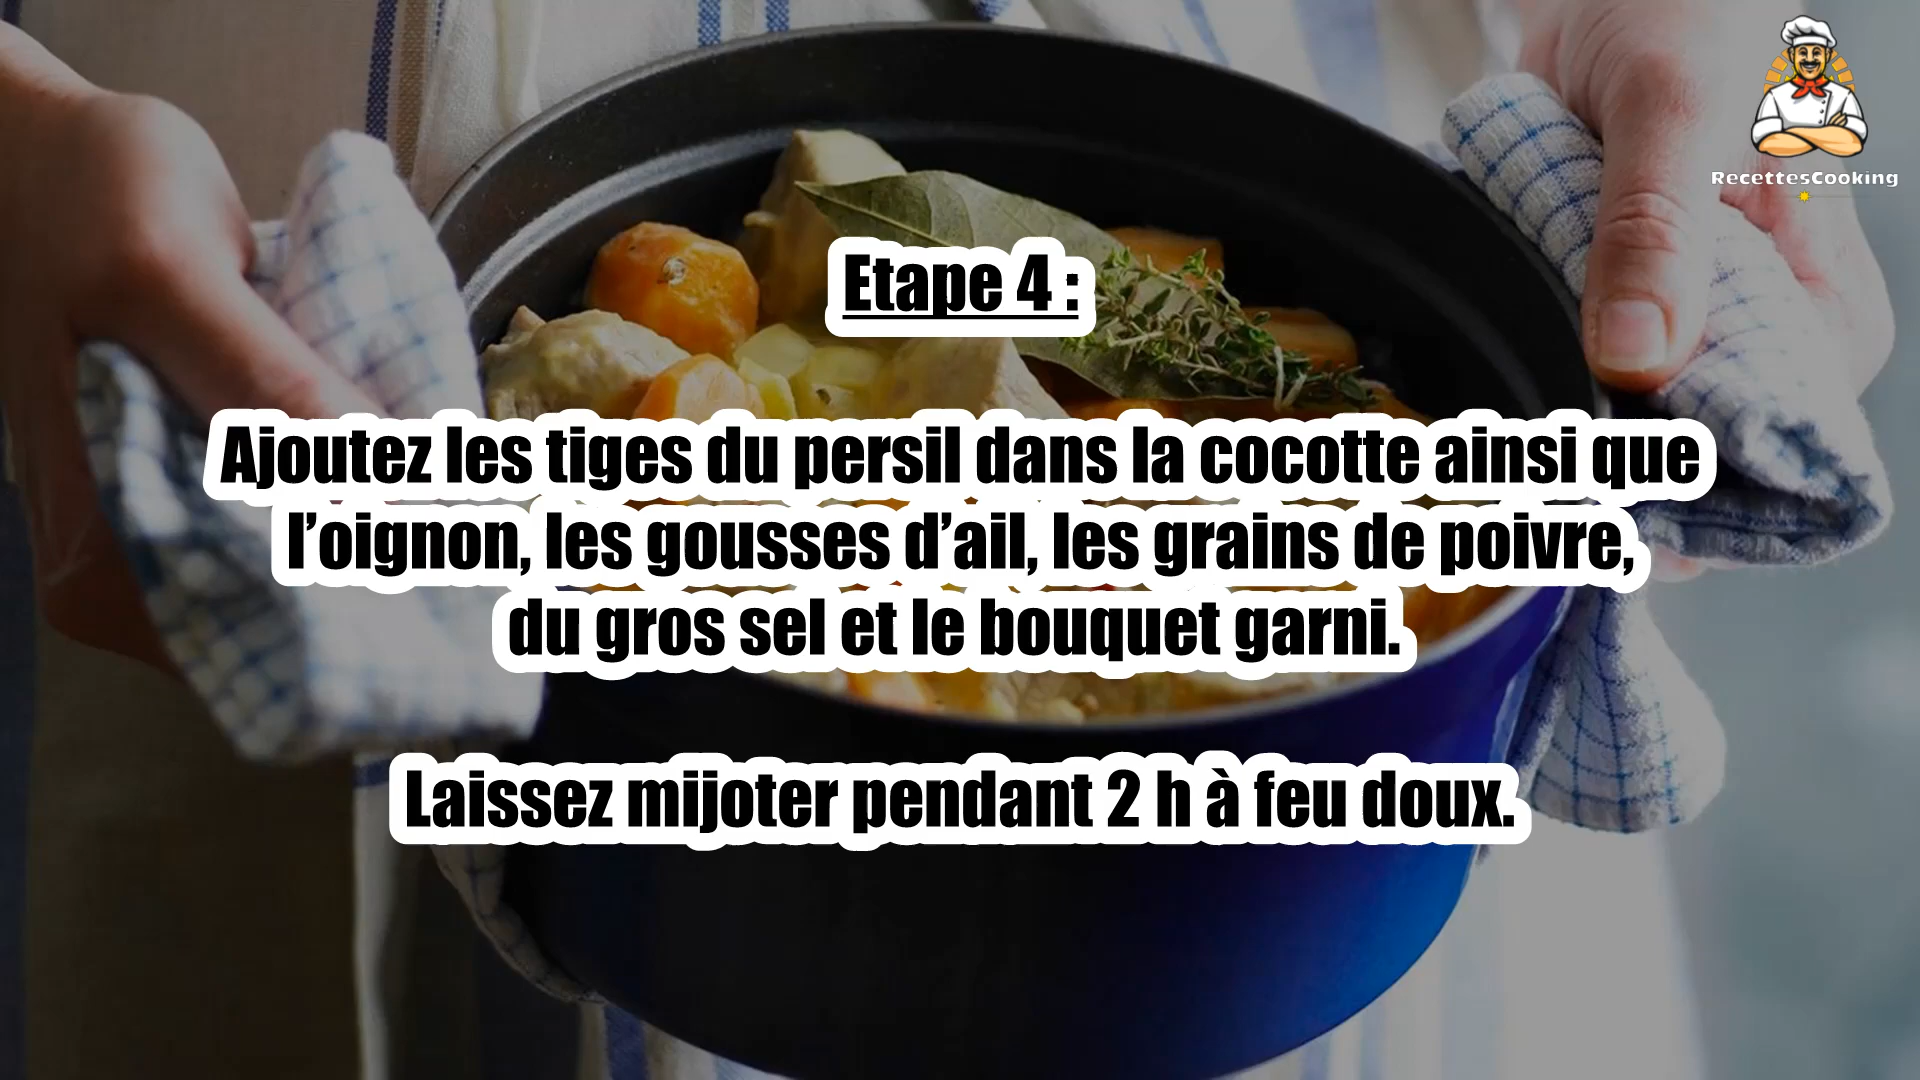 RecettesCooking
Etape 4 :
Ajoutez les tiges du persil dans la cocotte ainsi que
l’oignon, les gousses d’ail, les grains de poivre,
du gros sel et le bouquet garni.
Laissez mijoter pendant 2 h à feu doux.